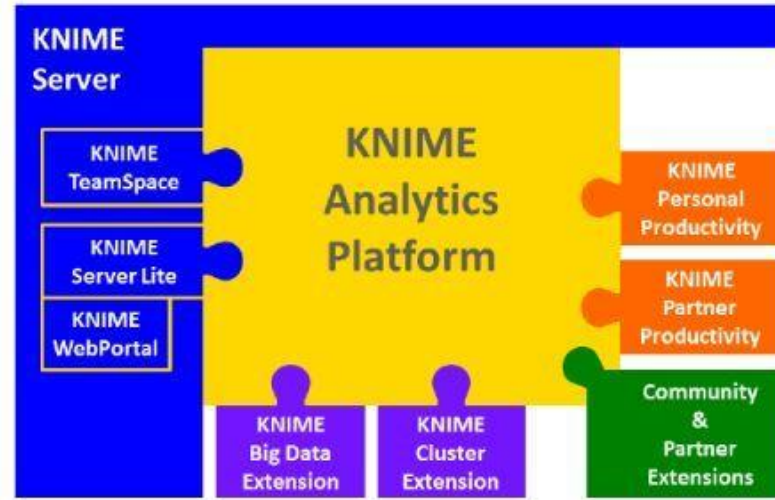 KNIME
Server
KNIME
TeamSpace
KNIME
Server Lite
KNIME
WebPortal
KNIME
Analytics
Platform
KNIME
Personal
Productivity
KNIME
Partner
Productivity
Community
&
Partner
Extensions
KNIME
Big Data
Extension
KNIME
Cluster
Extension